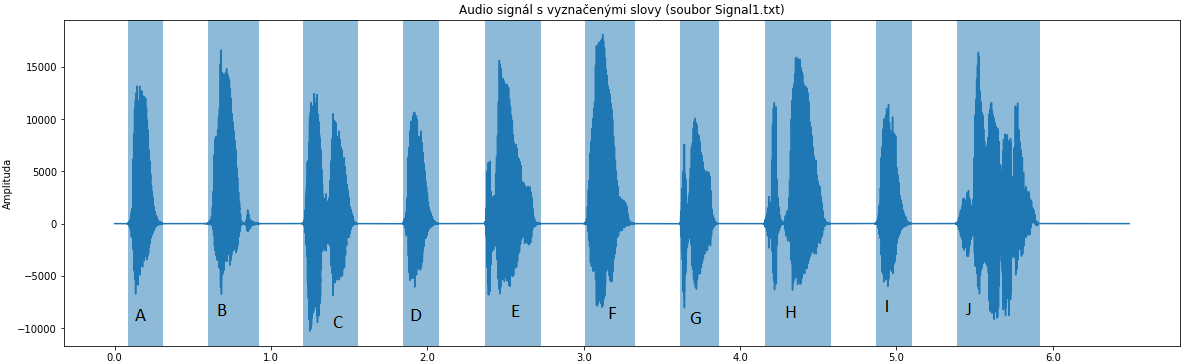 Audio signál s vyznačenými slovy (soubor Signal1.txt)
Amplituda
15000
10000
5000
0
−5000
−10000
A B C D E F G H I J
0.0 1.0 2.0 3.0 4.0 5.0 6.0